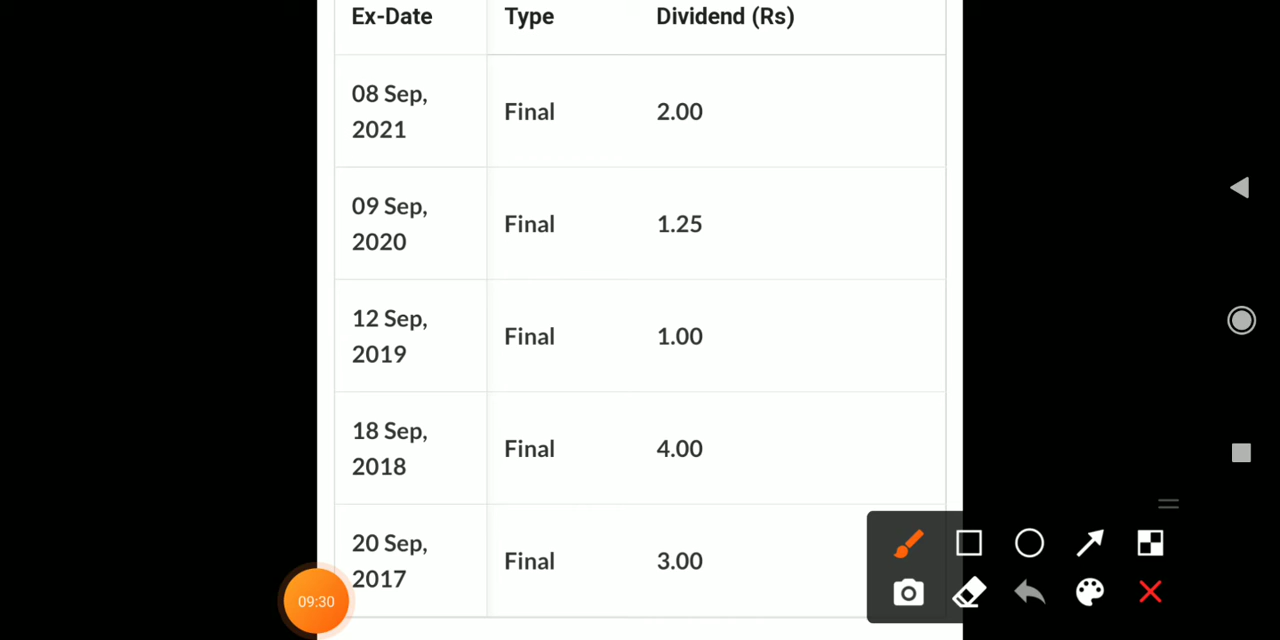 Ex-Date Type Dividend (Rs)
08 Sep,
2021 Final 2.00
09 Sep,
2020 Final 1.25
12 Sep,
2019 Final 1.00
18 Sep,
2018 Final 4.00
20 Sep,
2017 Final 3.00
09:30